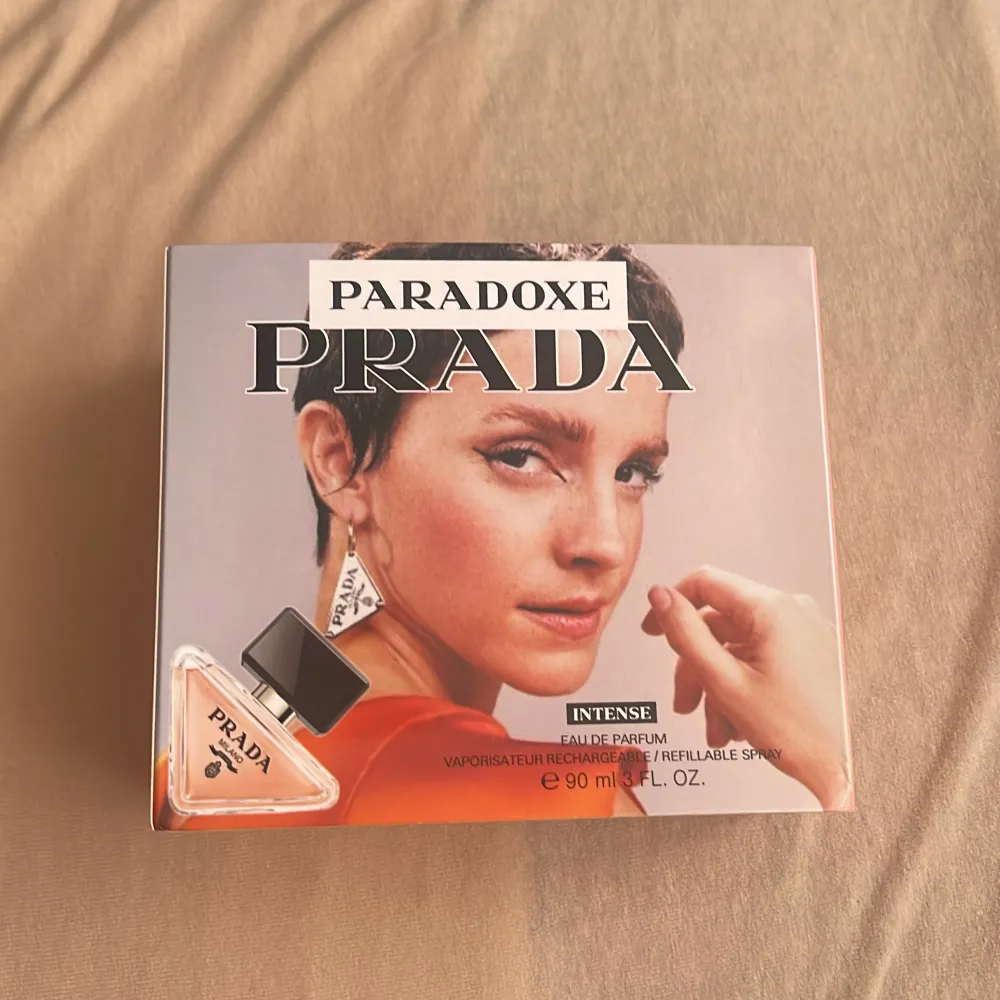 PARADOXE
PRADA
PRADA
PRADA
MILANO
INTENSE
EAU DE PARFUM
VAPORISATEUR RECHARGEABLE / REFILLABLE SPRAY
e 90 ml 3 FL. OZ.